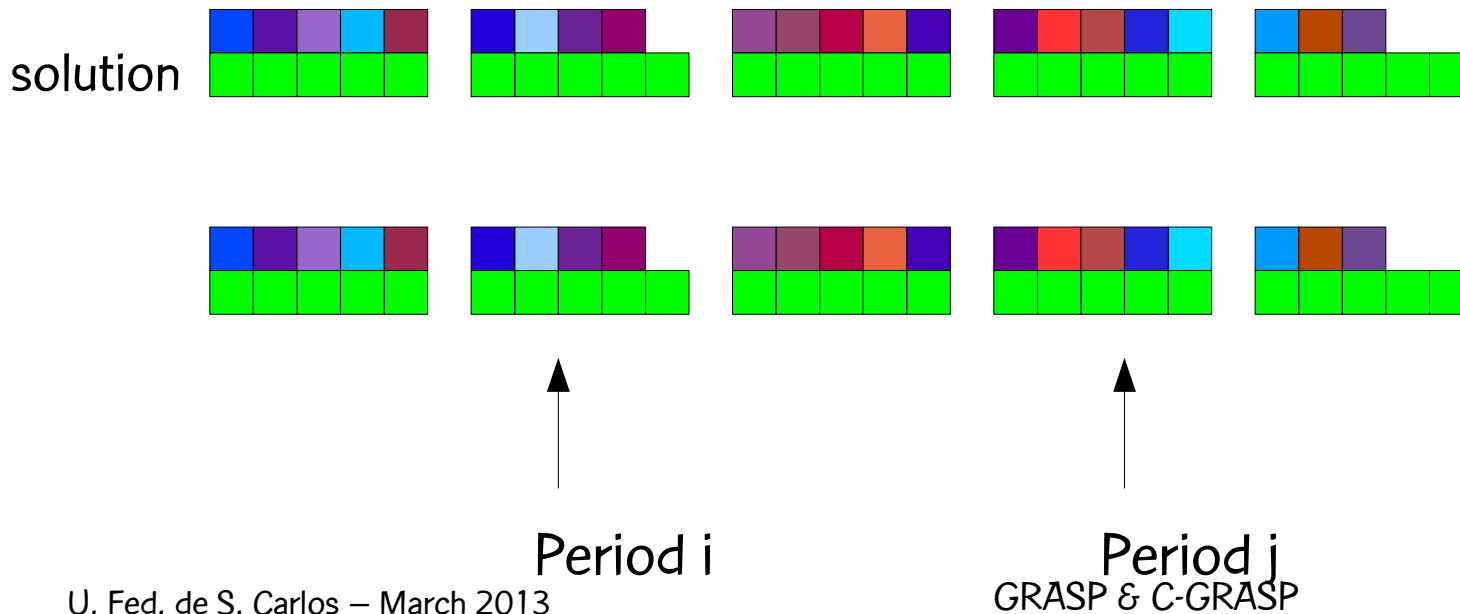 solution
Period i
Period j
U. Fed. de S. Carlos – March 2013
GRASP & C-GRASP